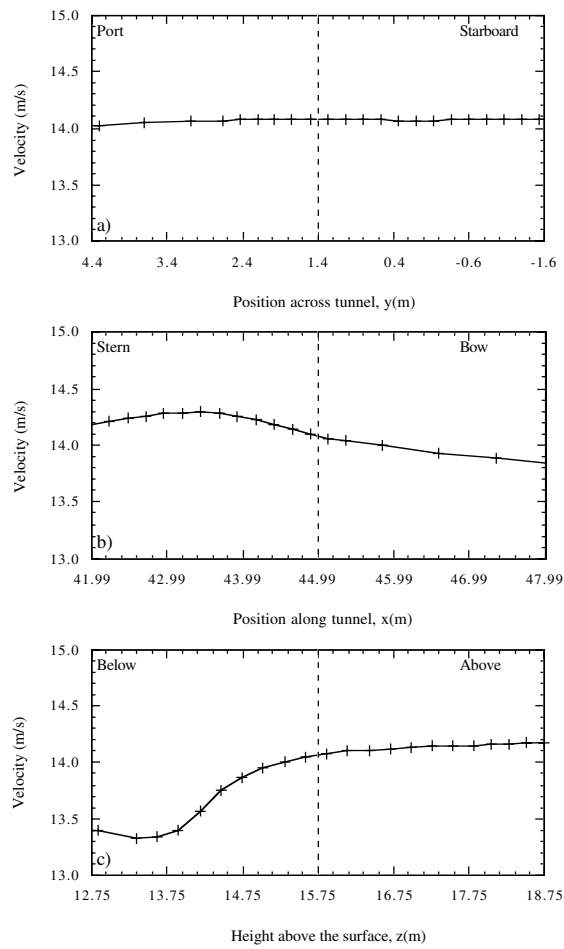 15.0
Port Starboard
14.5
14.0
13.5
13.0
a)
4.4 3.4 2.4 1.4 0.4 -0.6 -1.6
Velocity (m/s)
Position across tunnel, y(m)
15.0
Stern Bow
14.5
14.0
13.5
13.0
b)
41.99 42.99 43.99 44.99 45.99 46.99 47.99
Velocity (m/s)
Position along tunnel, x(m)
15.0
Below Above
14.5
14.0
13.5
13.0
c)
12.75 13.75 14.75 15.75 16.75 17.75 18.75
Velocity (m/s)
Height above the surface, z(m)